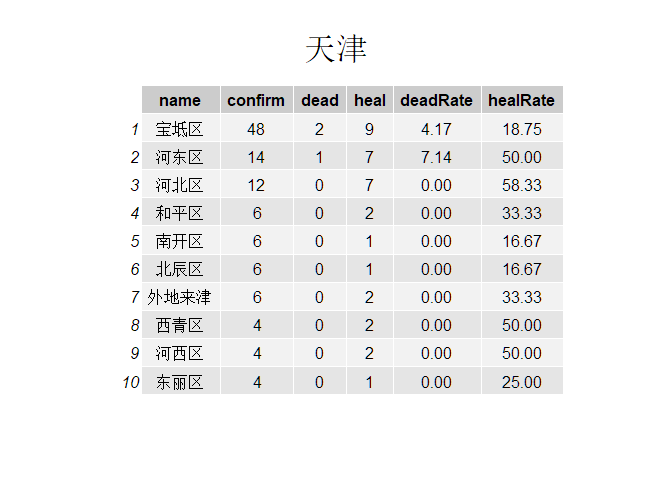 天津
name confirm dead heal deadRate healRate
1 宝坻区 48 2 9 4.17 18.75
2 河东区 14 1 7 7.14 50.00
3 河北区 12 0 7 0.00 58.33
4 和平区 6 0 2 0.00 33.33
5 南开区 6 0 1 0.00 16.67
6 北辰区 6 0 1 0.00 16.67
7 外地来津 6 0 2 0.00 33.33
8 西青区 4 0 2 0.00 50.00
9 河西区 4 0 2 0.00 50.00
10 东丽区 4 0 1 0.00 25.00